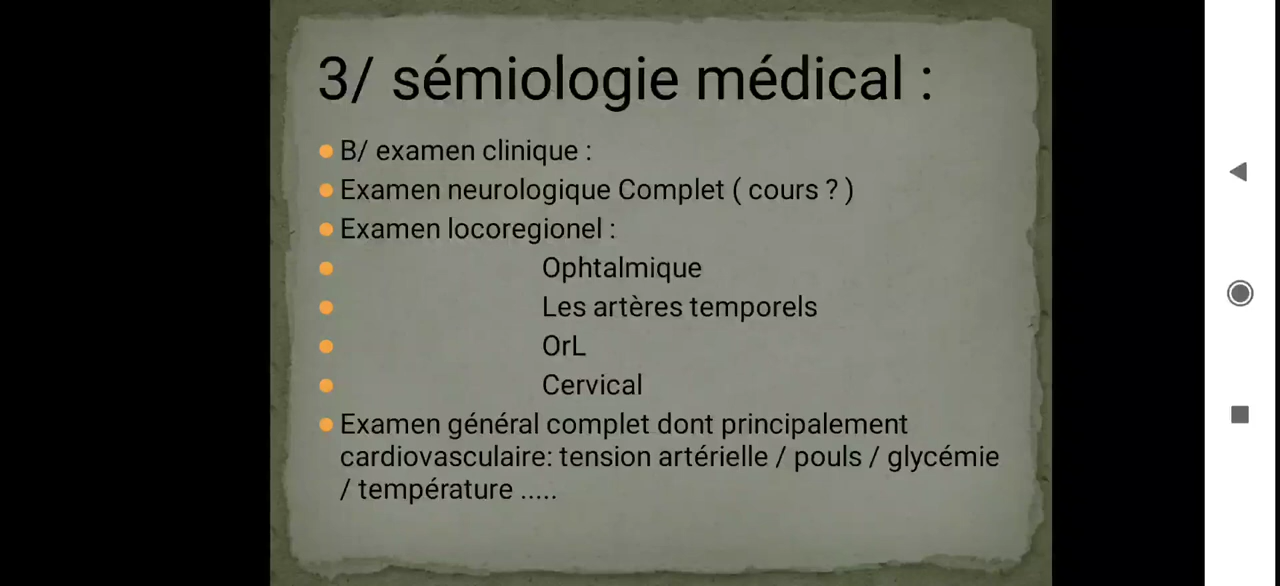 3/ sémiologie médical :
B/ examen clinique :
Examen neurologique Complet ( cours ? )
Examen locoregionel :
Ophtalmique
Les artères temporels
OrL
Cervical
Examen général complet dont principalement
cardiovasculaire: tension artérielle / pouls / glycémie
/ température .....